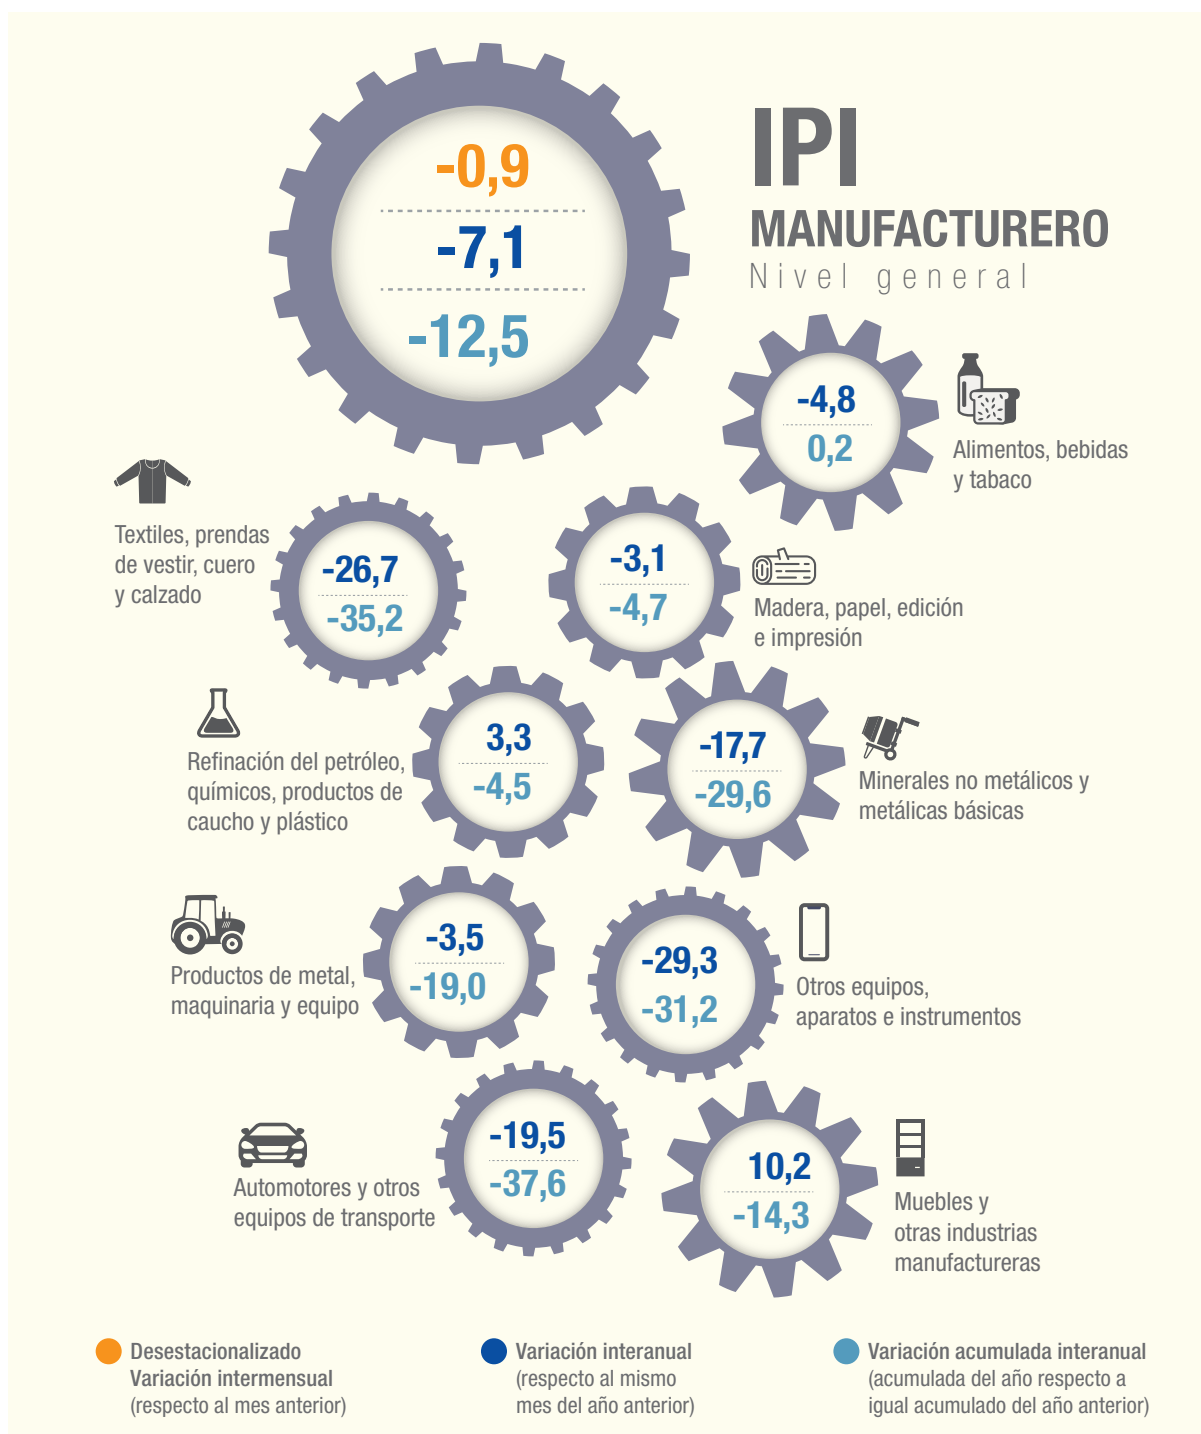 IPI
MANUFACTURERO
Nivel general
-0,9
-7,1
-12,5
-4,8
0,2
Alimentos, bebidas
y tabaco
Textiles, prendas
de vestir, cuero
y calzado
-26,7
-35,2
-3,1
-4,7
Madera, papel, edición
e impresión
Refinación del petróleo,
químicos, productos de
caucho y plástico
3,3
-4,5
-17,7
-29,6
Minerales no metálicos y
metálicas básicas
Productos de metal,
maquinaria y equipo
-3,5
-19,0
-29,3
-31,2
Otros equipos,
aparatos e instrumentos
Automotores y otros
equipos de transporte
-19,5
-37,6
10,2
-14,3
Muebles y
otras industrias
manufactureras
Desestacionalizado
Variación intermensual
(respecto al mes anterior)
Variación interanual
(respecto al mismo
mes del año anterior)
Variación acumulada interanual
(acumulada del año respecto a
igual acumulado del año anterior)